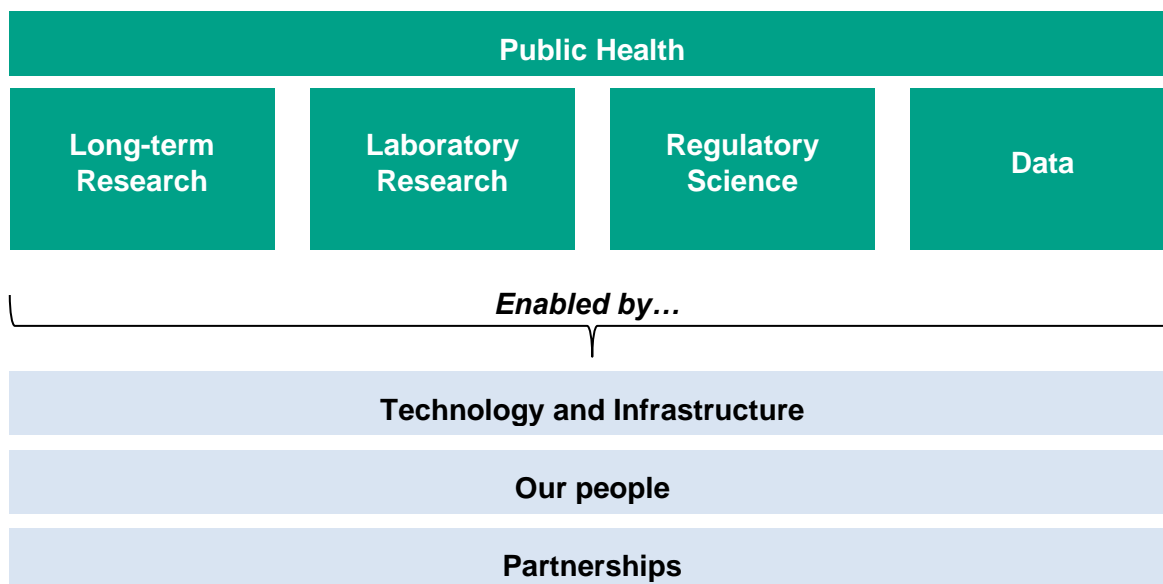 Public Health
Long-term
Research
Laboratory
Research
Regulatory
Science
Data
Enabled by…
Technology and Infrastructure
Our people
Partnerships